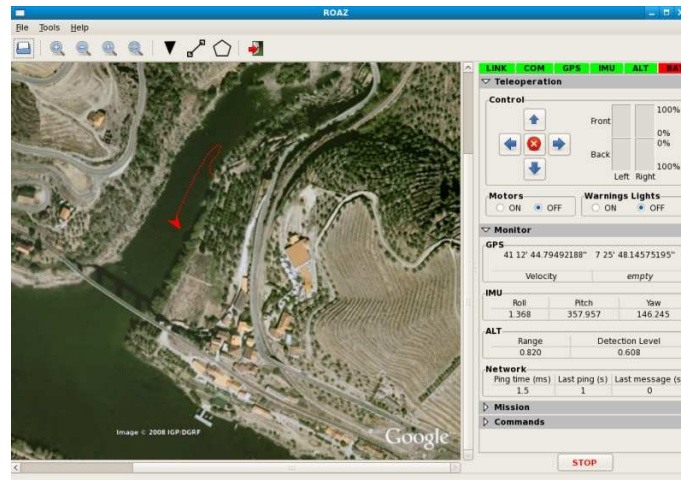 ROAZ
File Tools Help
LINK COM GPS IMU ALT BAT
Teleoperation
Control
Front
Back
100%
0%
0%
100%
Left Right
Motors
ON OFF
Warnings Lights
ON OFF
Monitor
GPS
41 12' 44.79492188" 7 25' 48.14575195"
Velocity empty
IMU
Roll Pitch Yaw
1.368 357.957 146.245
ALT
Range Detection Level
0.820 0.608
Network
Ping time (ms) Last ping (s) Last message (s
1.5 1 0
Mission
Commands
STOP
Image © 2008 IGP/DGRF
Google